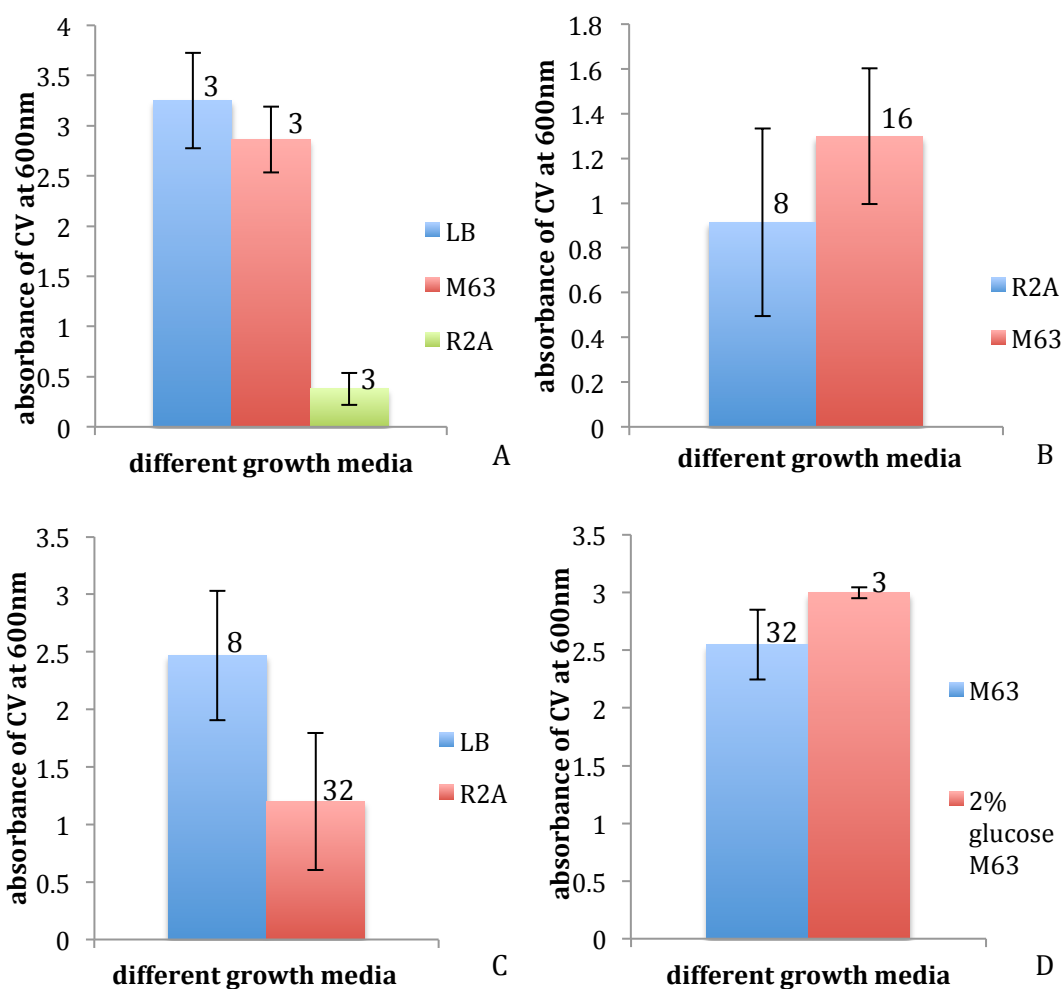 absorbance of CV at 600nm
4
3.5
3
2.5
2
1.5
1
0.5
0
3
3
3
LB
M63
R2A
different growth media
A
absorbance of CV at 600nm
1.8
1.6
1.4
1.2
1
0.8
0.6
0.4
0.2
0
8
16
R2A
M63
different growth media
B
absorbance of CV at 600nm
3.5
3
2.5
2
1.5
1
0.5
0
8
32
LB
R2A
different growth media
C
absorbance of CV at 600nm
3.5
3
2.5
2
1.5
1
0.5
0
32
3
M63
2%
glucose
M63
different growth media
D